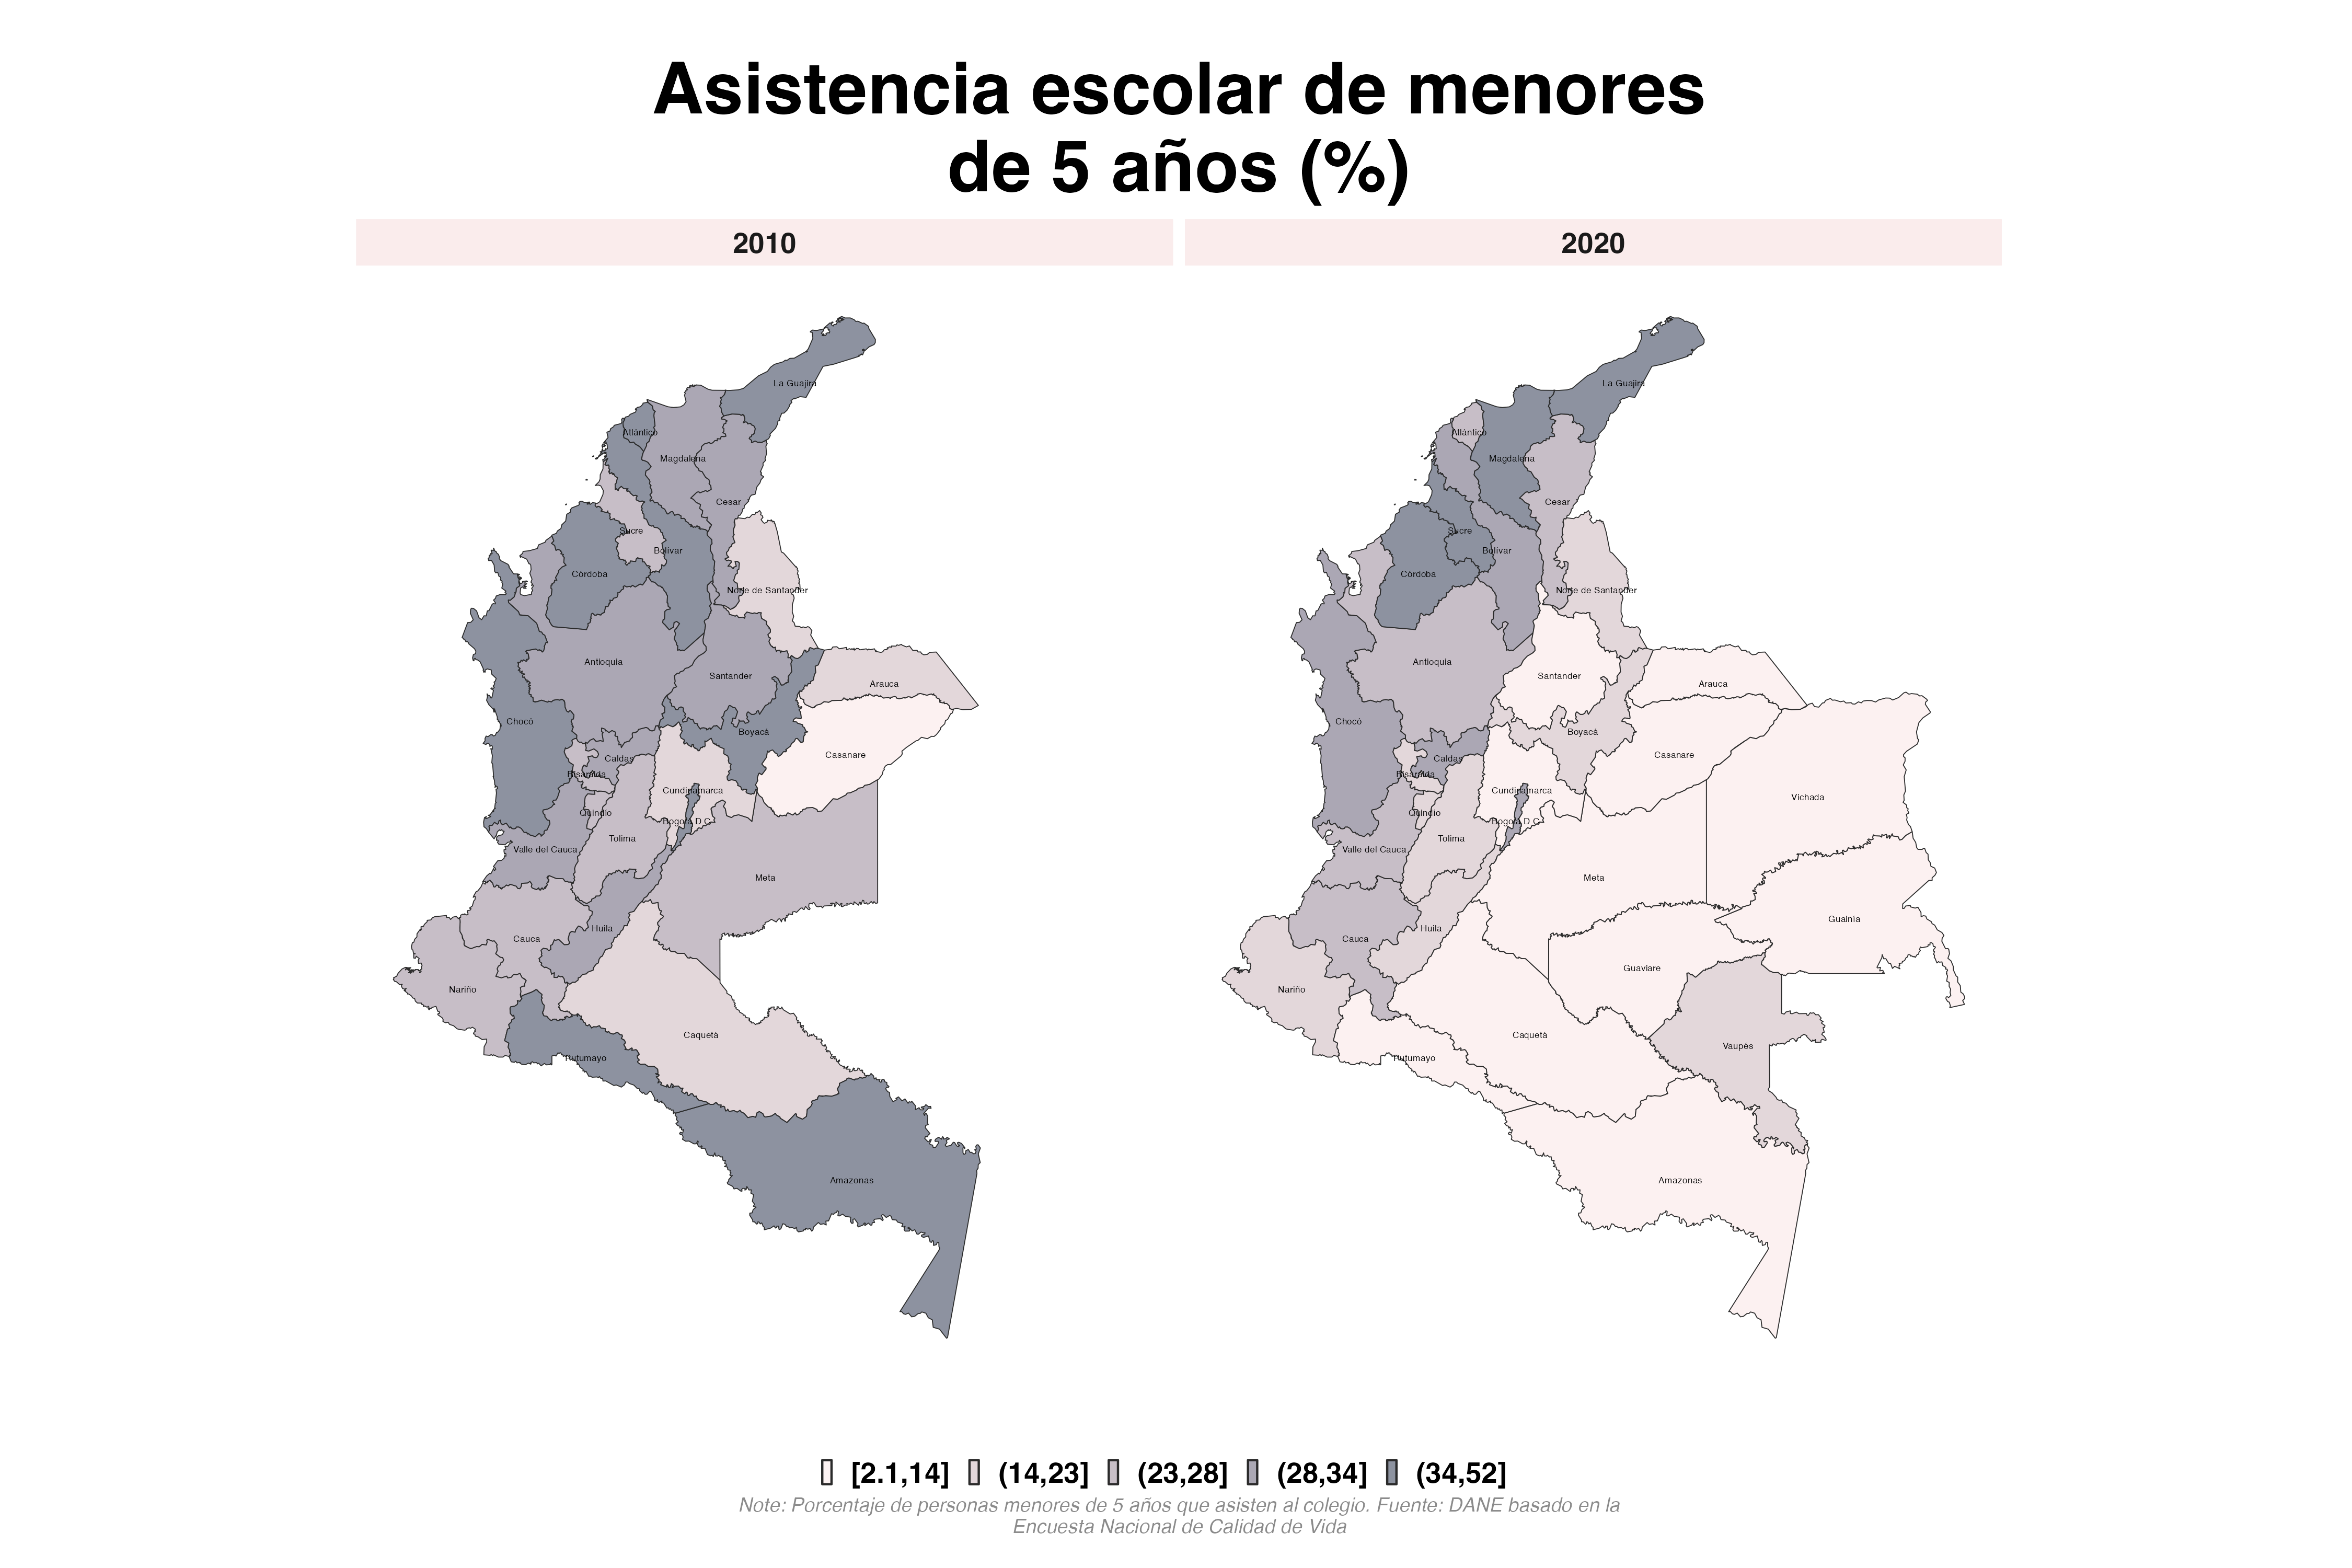 Asistencia escolar de menores
de 5 años (%)
2010
2020
La Guajira
Atlántico
Magdalena
Cesar
Sucre
Bolívar
Córdoba
Norte de Santander
Antioquia
Santander
Arauca
Chocó
Boyacá
Casanare
Caldas
Risaralda
Cundinamarca
Quindío
Bogotá D.C.
Tolima
Valle del Cauca
Meta
Huila
Cauca
Nariño
Caquetá
Putumayo
Amazonas
La Guajira
Atlántico
Magdalena
Cesar
Sucre
Bolívar
Córdoba
Norte de Santander
Antioquia
Santander
Arauca
Chocó
Boyacá
Casanare
Caldas
Risaralda
Cundinamarca
Vichada
Quindío
Bogotá D.C.
Tolima
Valle del Cauca
Meta
Guainía
Huila
Cauca
Guaviare
Nariño
Caquetá
Vaupés
Putumayo
Amazonas
[2.1,14] (14,23] (23,28] (28,34] (34,52]
Note: Porcentaje de personas menores de 5 años que asisten al colegio. Fuente: DANE basado en la
Encuesta Nacional de Calidad de Vida